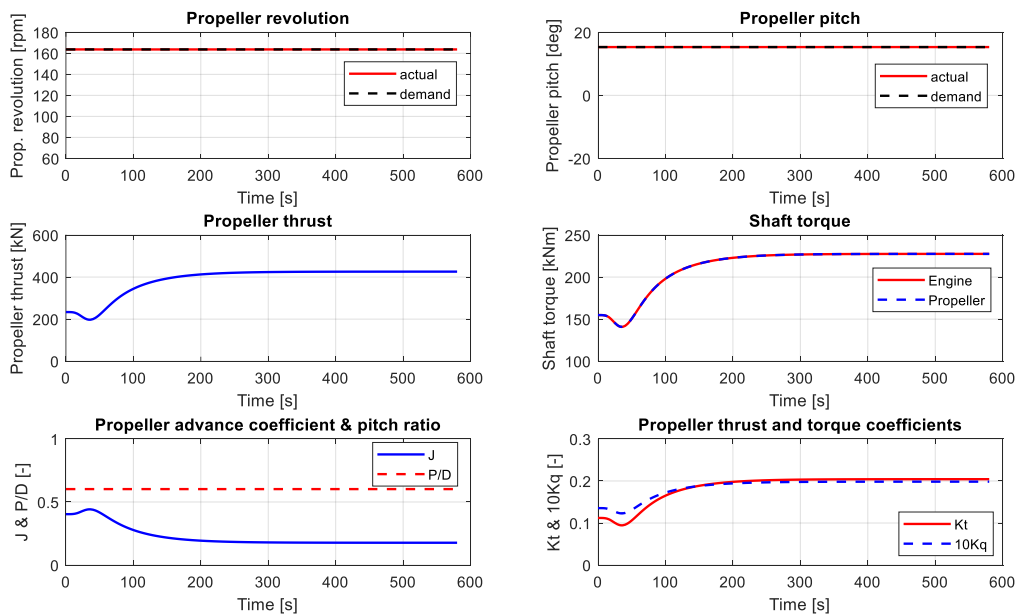 Propeller revolution
Prop. revolution [rpm]
180
160
140
120
100
80
60
actual
demand
0 100 200 300 400 500 600
Time [s]
Propeller pitch
Propeller pitch [deg]
20
0
-20
actual
demand
0 100 200 300 400 500 600
Time [s]
Propeller thrust
Propeller thrust [kN]
600
400
200
0
0 100 200 300 400 500 600
Time [s]
Shaft torque
Shaft torque [kNm]
250
200
150
100
Engine
Propeller
0 100 200 300 400 500 600
Time [s]
Propeller advance coefficient & pitch ratio
J & P/D [-]
1
0.5
0
J
P/D
0 100 200 300 400 500 600
Time [s]
Propeller thrust and torque coefficients
Kt & 10Kq [-]
0.3
0.2
0.1
0
Kt
10Kq
0 100 200 300 400 500 600
Time [s]